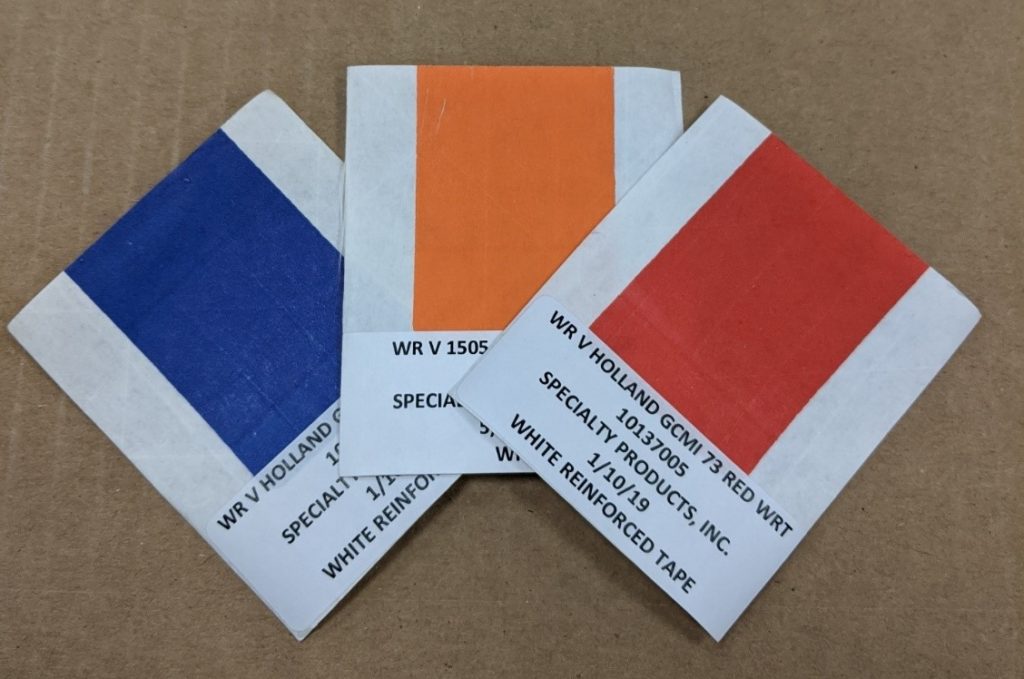 WR V HOLLAND
SPECIALTY
WHITE
WR V 1505
WR V HOLLAND GCMI 73 RED WRT
10137005
SPECIALTY PRODUCTS, INC.
1/10/19
WHITE REINFORCED TAPE